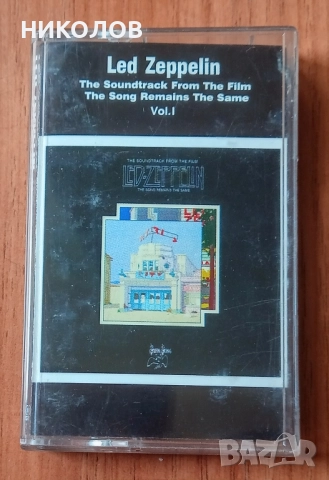 НИКОЛОВ
Led Zeppelin
The Soundtrack From The Film
The Song Remains The Same
Vol.I
THE SOUNDTRACK FROM THE FILM
LED-ZEPPELIN
THE SONG REMAINS THE SAME
BAZAR